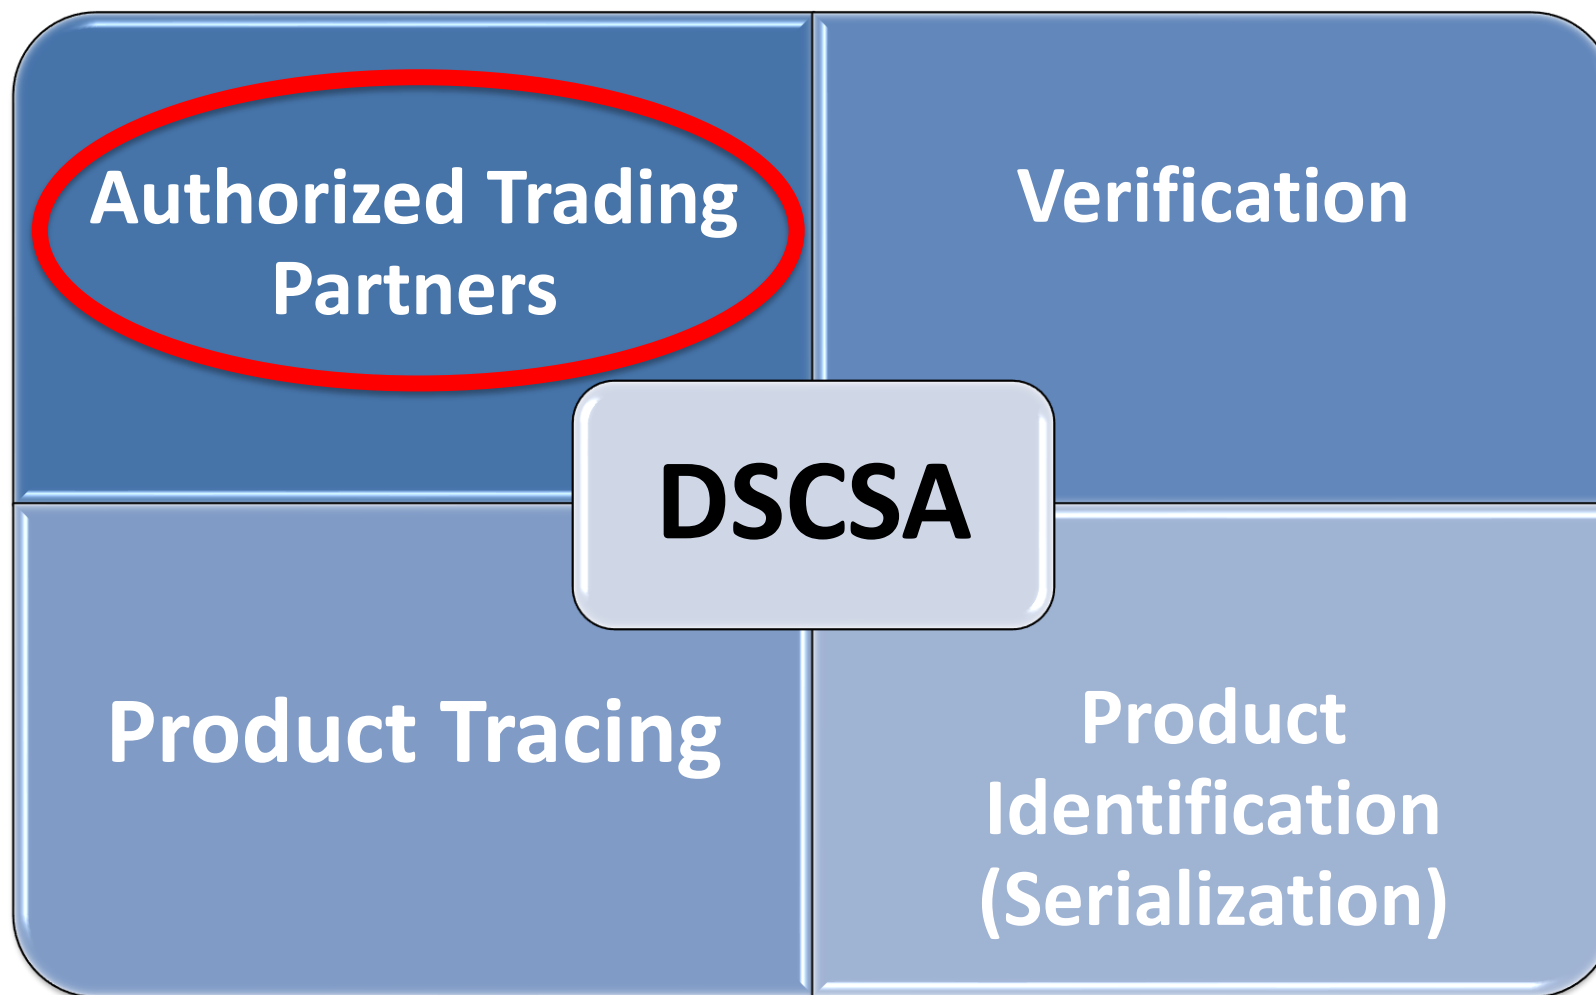 Authorized Trading
Partners
Verification
DSCSA
Product Tracing
Product
Identification
(Serialization)